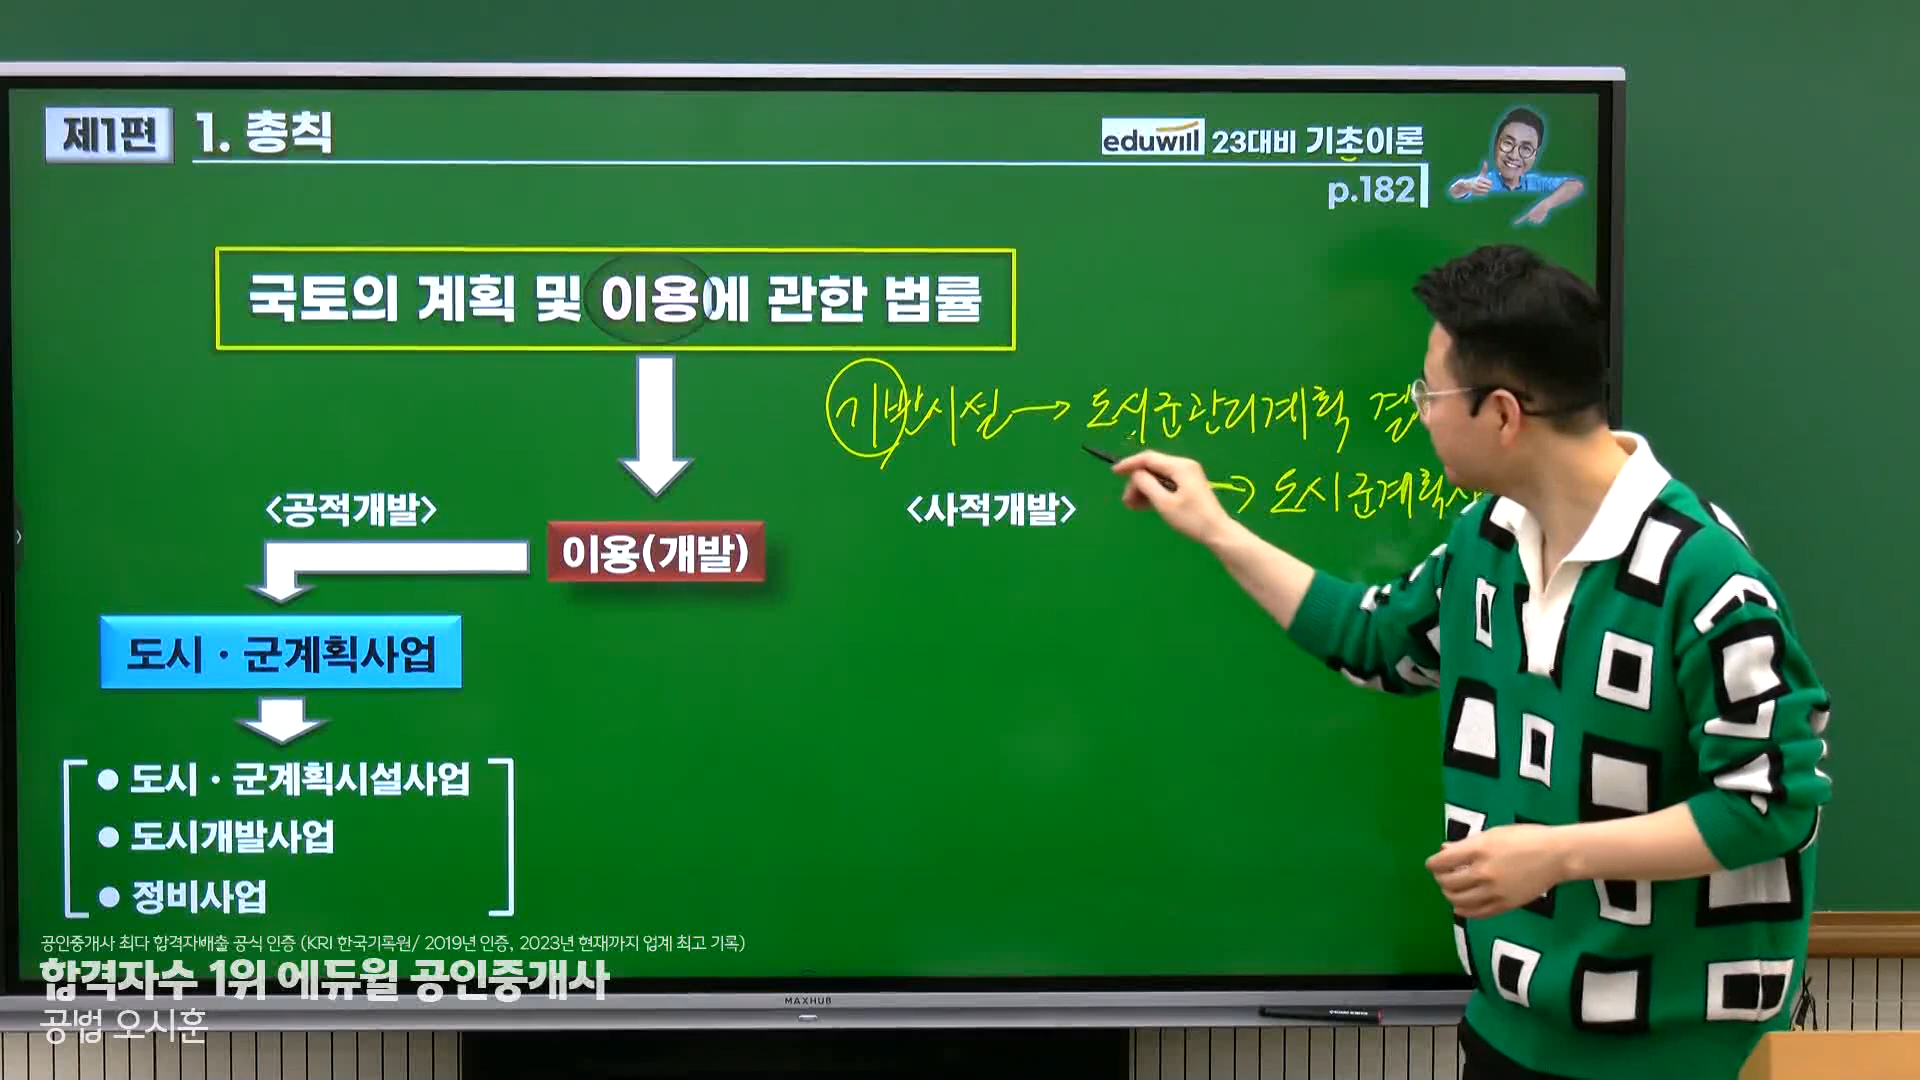 제1편 1. 총칙
eduwill 23대비 기초이론
p.182
국토의 계획 및 이용에 관한 법률
기반시설 → 도시군관리계획
→ 도시군계획
<공적개발>
<사적개발>
이용(개발)
도시 · 군계획사업
● 도시 · 군계획시설사업
● 도시개발사업
● 정비사업
공인중개사 최다 합격자배출 공식 인증 (KRI 한국기록원/ 2019년 인증, 2023년 현재까지 업계 최고 기록)
합격자수 1위 에듀윌 공인중개사
공법 오시훈
MAXHUB